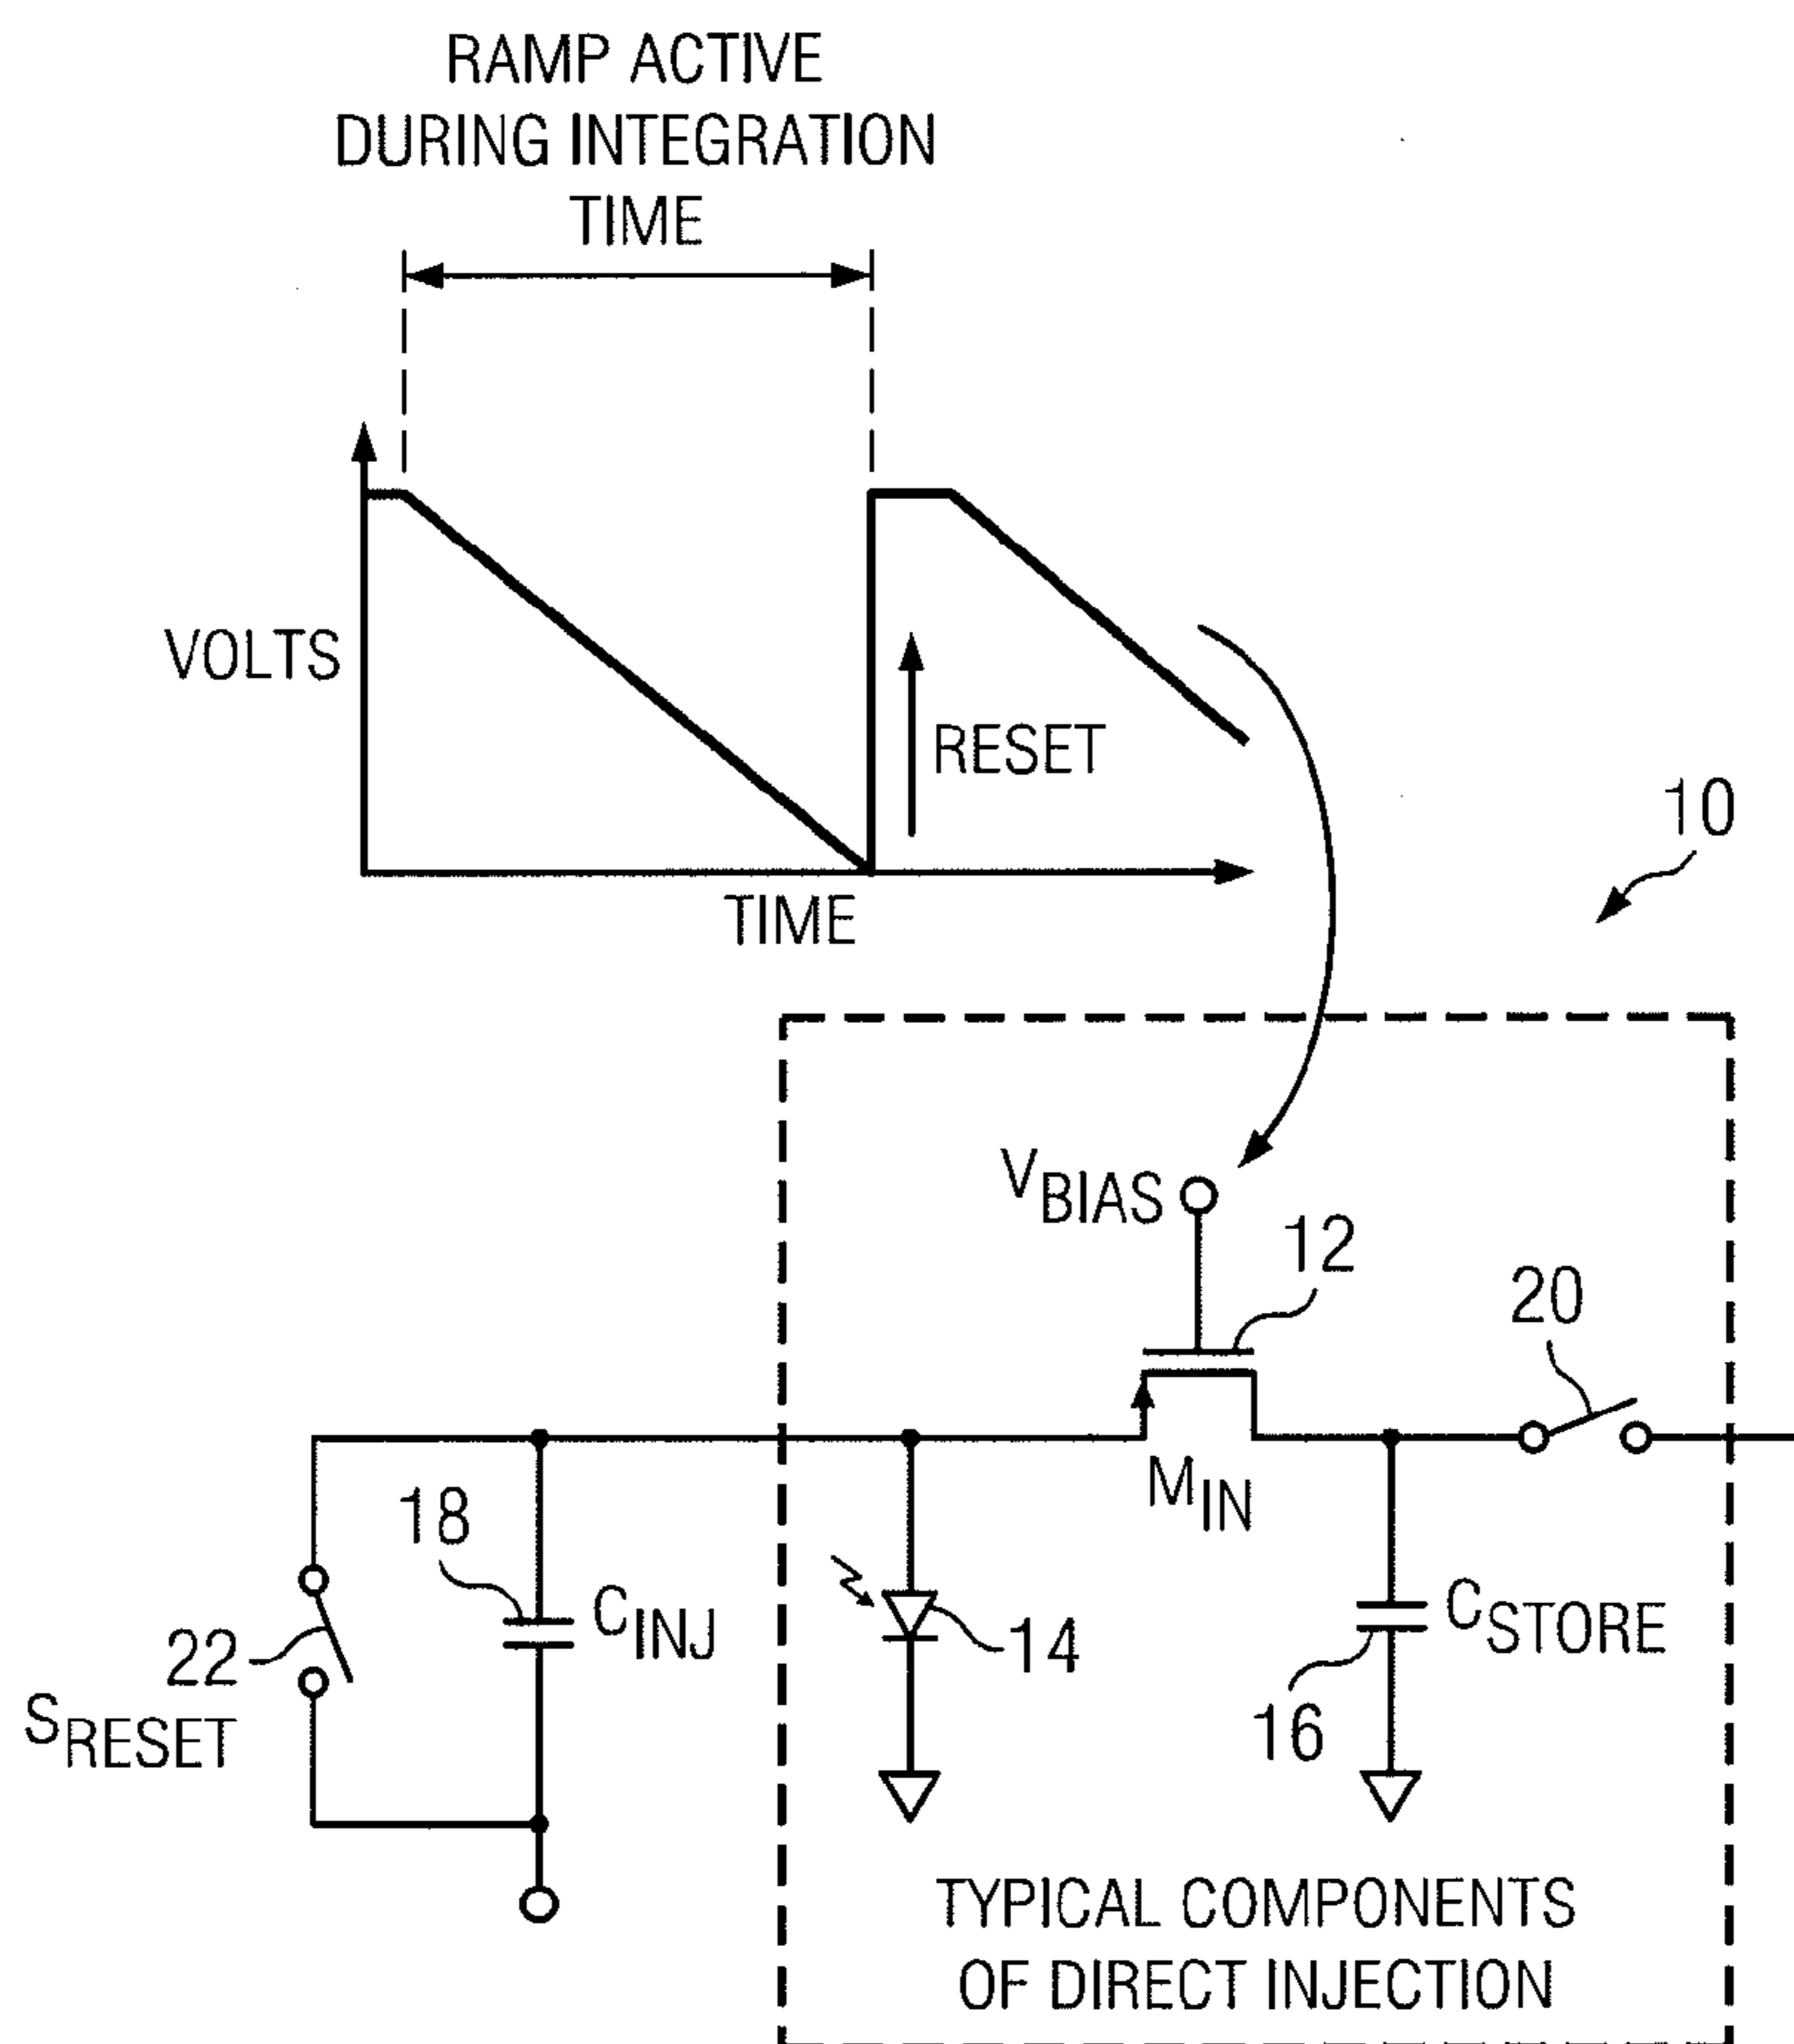 RAMP ACTIVE
DURING INTEGRATION
TIME
VOLTS
RESET
TIME
10
VBIAS
12
20
MIN
18
CINJ
22
SRESET
14
CSTORE
16
TYPICAL COMPONENTS
OF DIRECT INJECTION